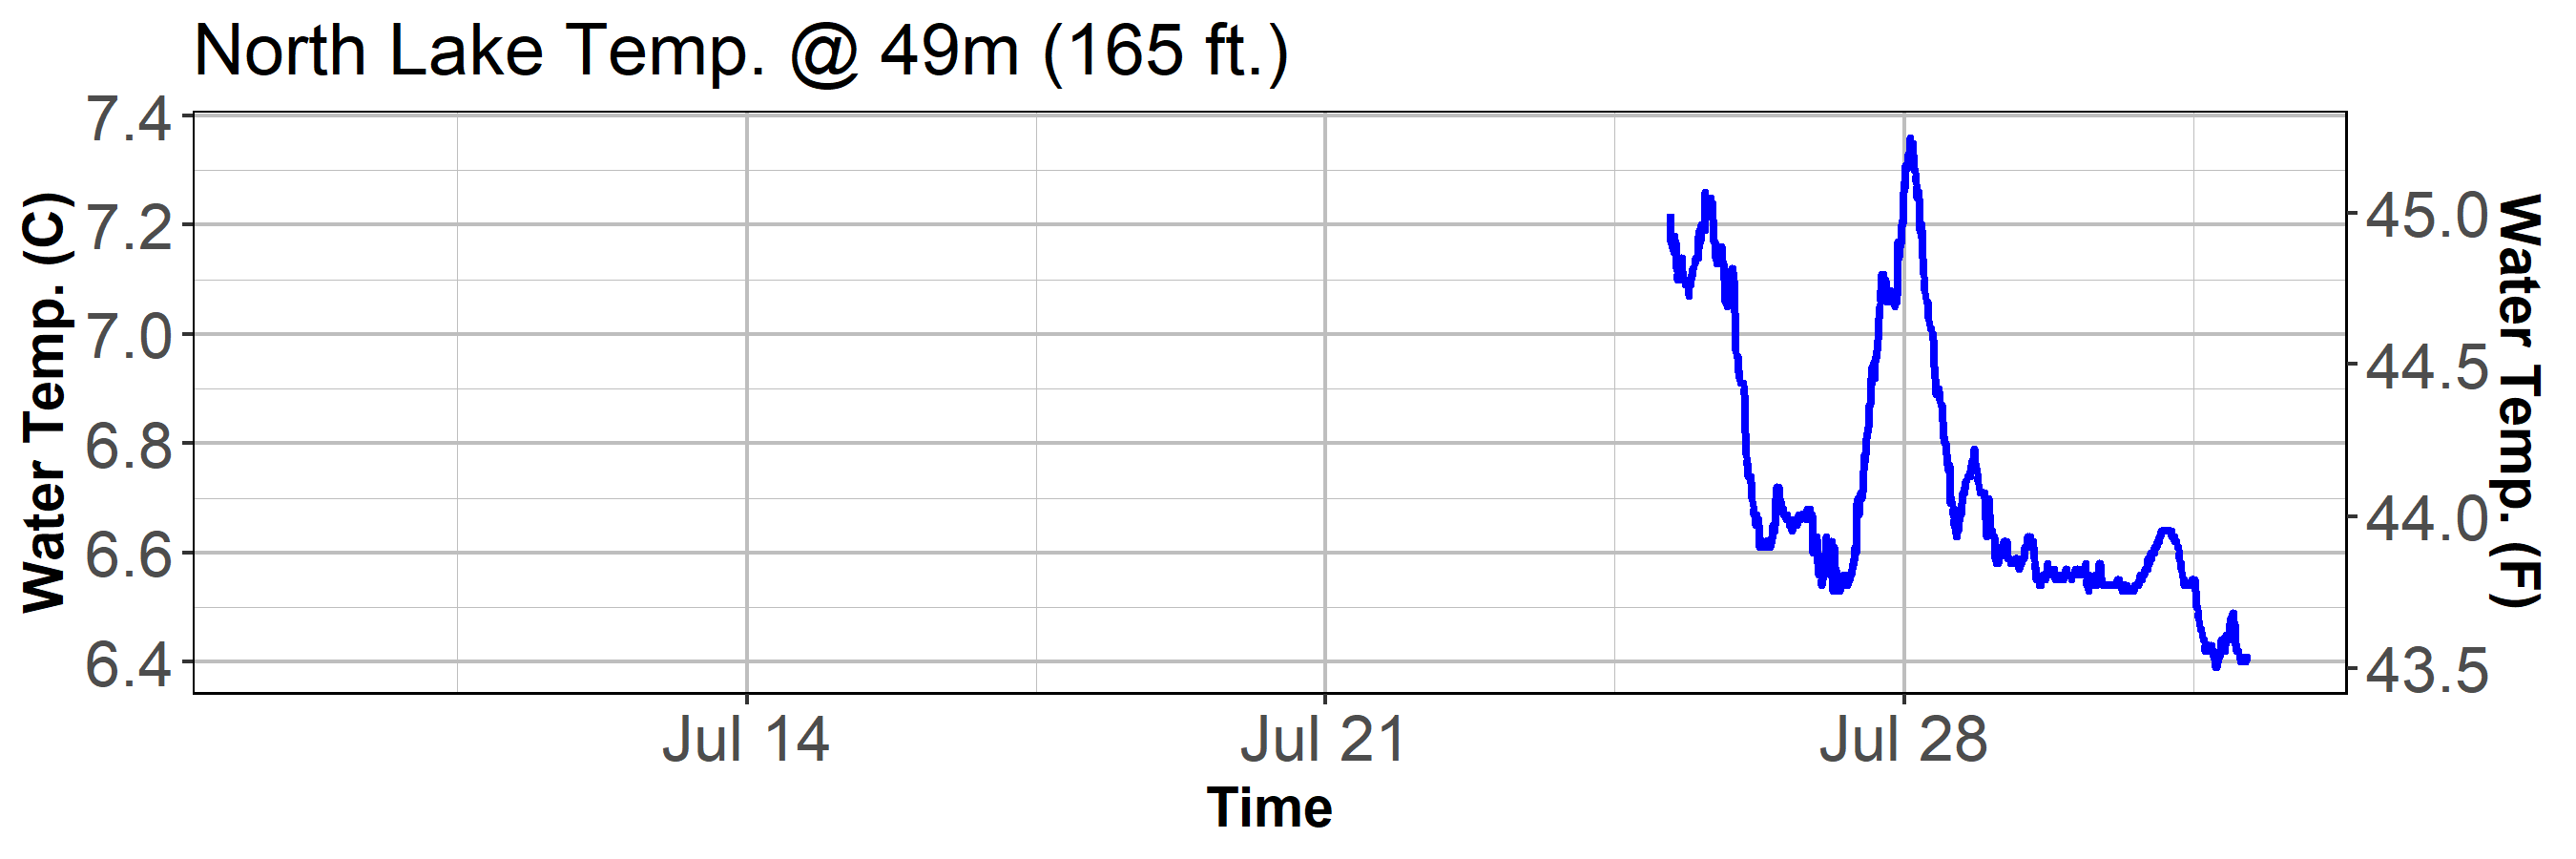 North Lake Temp. @ 49m (165 ft.)
Water Temp. (C)
7.4
7.2
7.0
6.8
6.6
6.4
45.0
44.5
44.0
43.5
Water Temp. (F)
Jul 14
Jul 21
Jul 28
Time